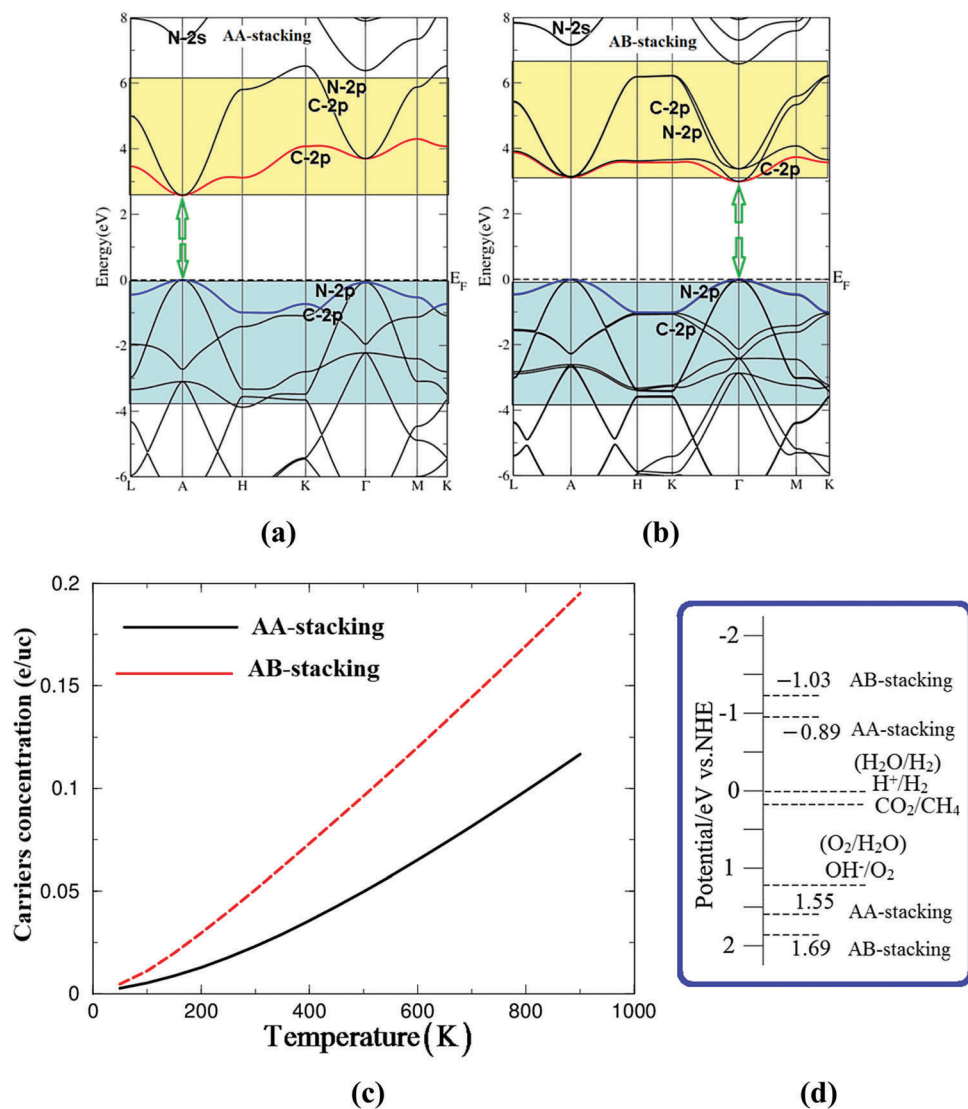 8
N-2s
AA-stacking
6
N-2p
C-2p
4
C-2p
2
Energy(eV)
0
E_F
N-2p
C-2p
-2
-4
-6
L
A
H
K
Γ
M
K
(a)
8
N-2s
AB-stacking
6
C-2p
N-2p
4
C-2p
2
Energy(eV)
0
E_F
N-2p
C-2p
-2
-4
-6
L
A
H
K
Γ
M
K
(b)
0.2
AA-stacking
AB-stacking
0.15
0.1
0.05
0
Carriers concentration (e/uc)
0
200
400
600
800
1000
Temperature(K)
(c)
-2
−1.03
AB-stacking
-1
−0.89
AA-stacking
(H₂O/H₂)
H⁺/H₂
0
CO₂/CH₄
(O₂/H₂O)
1
OH⁻/O₂
1.55
AA-stacking
2
1.69
AB-stacking
Potential/eV vs.NHE
(d)